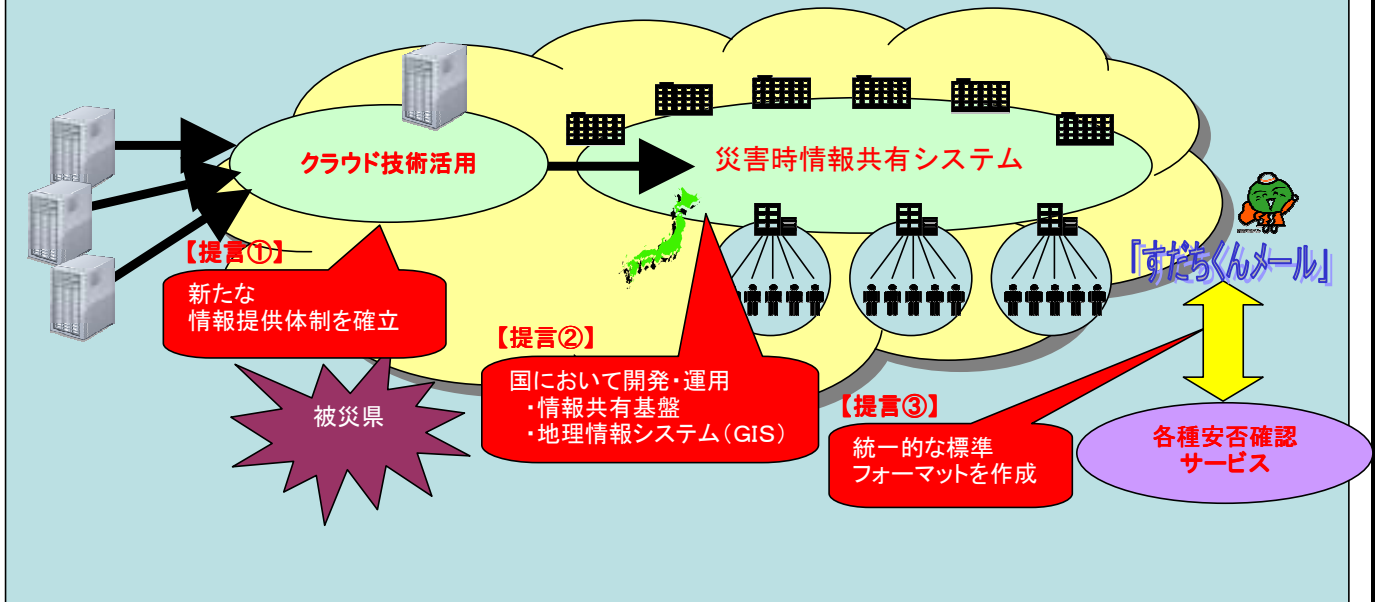 クラウド技術活用
災害時情報共有システム
「すだちくんメール」
【提言①】
新たな
情報提供体制を確立
【提言②】
国において開発・運用
・情報共有基盤
・地理情報システム（GIS）
被災県
【提言③】
統一的な標準
フォーマットを作成
各種安否確認
サービス